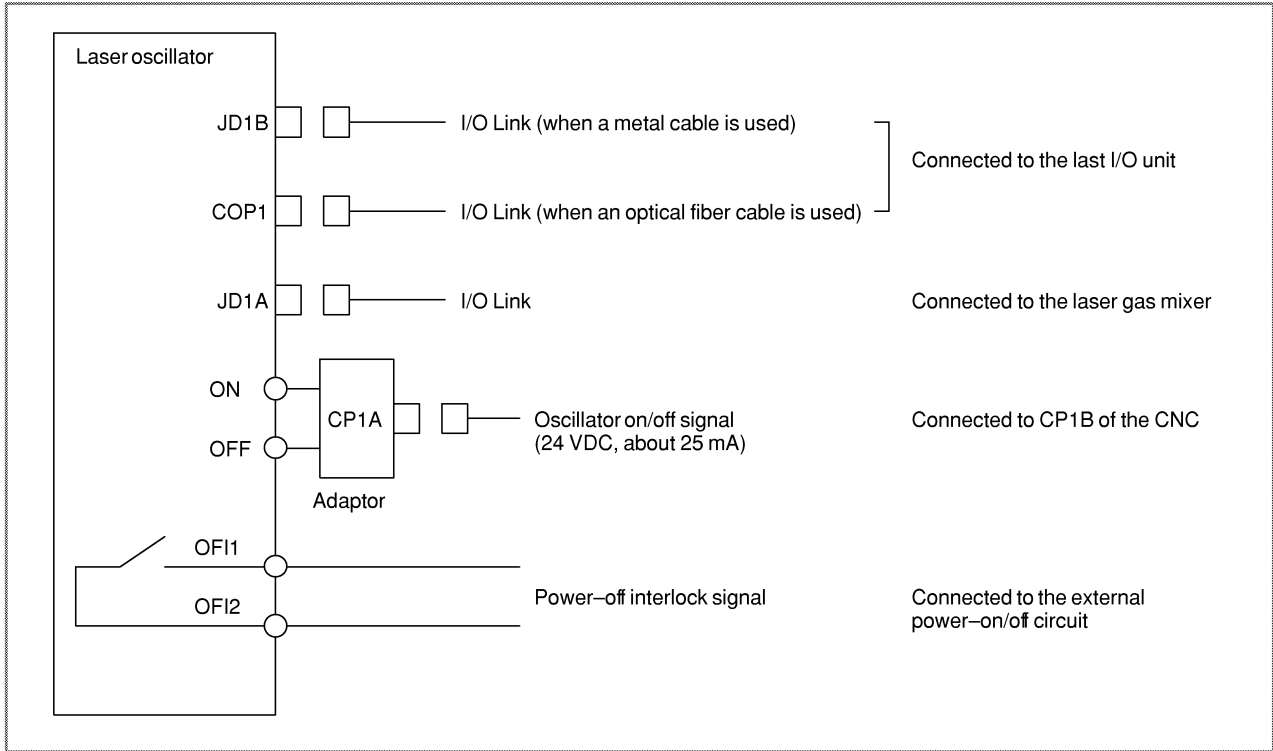 Laser oscillator
JD1B
I/O Link (when a metal cable is used)
Connected to the last I/O unit
COP1
I/O Link (when an optical fiber cable is used)
JD1A
I/O Link
Connected to the laser gas mixer
ON
OFF
CP1A
Adaptor
Oscillator on/off signal
(24 VDC, about 25 mA)
Connected to CP1B of the CNC
OFI1
OFI2
Power–off interlock signal
Connected to the external
power–on/off circuit